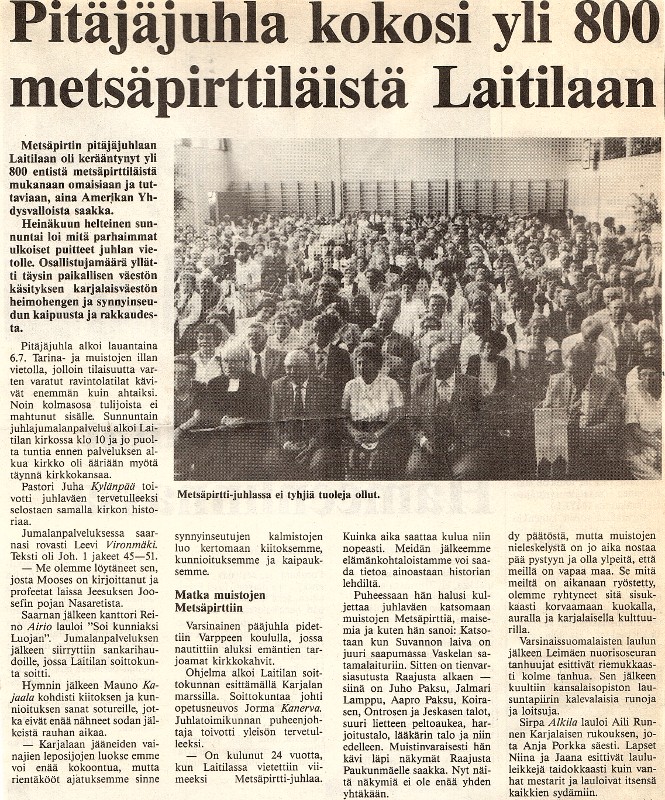 Pitäjäjuhla kokosi yli 800
metsäpirttiläistä Laitilaan
Metsäpirtin pitäjäjuhlaan
Laitilaan oli kerääntynyt yli
800 entistä metsäpirttiläistä
mukanaan omaisiaan ja tut-
taviaan, aina Amerikan Yh-
dysvalloista saakka.
Heinäkuun helteinen sun-
nuntai loi mitä parhaimmat
ulkoiset puitteet juhlan vie-
tolle. Osallistujamäärä yllät-
ti täysin paikallisen väestön
käsityksen karjalaisväestön
heimohengen ja synnyinseu-
dun kaipuusta ja rakkaudes-
ta.
Pitäjäjuhla alkoi lauantaina
6.7. Tarina- ja muistojen illan
vietolla, jolloin tilaisuutta var-
ten varatut ravintolatilat kävi-
vät enemmän kuin ahtaiksi.
Noin kolmasosa tulijoista ei
mahtunut sisälle. Sunnuntain
juhlajumalanpalvelus alkoi Lai-
tilan kirkossa klo 10 ja jo puol-
ta tuntia ennen palveluksen al-
kua kirkko oli ääriään myötä
täynnä kirkkokansaa.
Pastori Juha Kylänpää toi-
votti juhlaväen tervetulleeksi
selostaen samalla kirkon histo-
riaa.
Jumalanpalveluksessa saar-
nasi rovasti Leevi Vironmäki.
Teksti oli Joh. 1 jakeet 45—51.
— Me olemme löytäneet sen,
josta Mooses on kirjoittanut ja
profeetat laissa Jeesuksen Joo-
sefin pojan Nasaretista.
Saarnan jälkeen kanttori Rei-
no Airio lauloi "Soi kunniaksi
Luojan". Jumalanpalveluksen
jälkeen siirryttiin sankarihau-
doille, jossa Laitilan soittokun-
ta soitti.
Hymnin jälkeen Mauno Ka-
jaala kohdisti kiitoksen ja kun-
nioituksen sanat sotureille, jot-
ka eivät enää nähneet sodan jäl-
keistä rauhan aikaa.
— Karjalaan jääneiden vai-
najien leposijojen luokse emme
voi enää kokoontua, mutta
rientäkööt ajatuksemme sinne
Metsäpirtti-juhlassa ei tyhjiä tuoleja ollut.
synnyinseutujen kalmistojen
luo kertomaan kiitoksemme,
kunnioituksemme ja kaipauk-
semme.
Matka muistojen
Metsäpirttiin
Varsinainen pääjuhla pidet-
tiin Varppeen koululla, jossa
nautittiin aluksi emäntien tar-
joamat kirkkokahvit.
Ohjelma alkoi Laitilan soit-
tokunnan esittämällä Karjalan
marssilla. Soittokuntaa johti
opetusneuvos Jorma Kanerva.
Juhlatoimikunnan puheenjoh-
taja toivotti yleisön tervetul-
leeksi.
— On kulunut 24 vuotta,
kun Laitilassa vietettiin vii-
meeksi Metsäpirtti-juhlaa.
Kuinka aika saattaa kulua niin
nopeasti. Meidän jälkeemme
elämänkohtaloistamme voi saa-
da tietoa ainoastaan historian
lehdiltä.
Puheessaan hän halusi kul-
jettaa juhlaväen katsomaan
muistojen Metsäpirttiä, maise-
mia ja kuten hän sanoi: Katso-
taan kun Suvannon laiva on
juuri saapumassa Vaskelan sa-
tamalaituriin. Sitten on tienvar-
siasutusta Raajusta alkaen —
siinä on Juho Paksu, Jalmari
Lamppu, Aapro Paksu, Koira-
sen, Ontrosen ja Jeskasen talot,
suuri lietteen peltoaukea, har-
joitustalo, lääkärin talo ja niin
edelleen. Muistinvaraisesti hän
kävi läpi näkymät Raajusta
Paukunmäelle saakka. Nyt näi-
tä näkymiä ei ole enää yhden
yhtäkään.
dy päätöstä, mutta muistojen
nieleskelystä on jo aika nostaa
pää pystyyn ja olla ylpeitä, että
meillä on vapaa maa. Se mitä
meiltä on aikanaan ryöstetty,
olemme ryhtyneet sitä sisuk-
kaasti korvaamaan kuokalla,
auralla ja karjalaisella kulttuu-
rilla.
Varsinaissuomalaisten laulun
jälkeen Leimäen nuorisoseuran
tanhuujat esittivät riemukkaas-
ti kolme tanhua. Sen jälkeen
kuultiin kansalaisopiston laus-
untapiirin kalevalaisia runoja
ja loitsuja.
Sirpa Alkila lauloi Aili Run-
nen Karjalaisen rukouksen, jo-
ta Anja Porkka säesti. Lapset
Niina ja Jaana esittivät laulu-
leikkejä taidokkaasti kuin van-
hat mestarit ja lauloivat itsensä
kaikkien sydämiin.